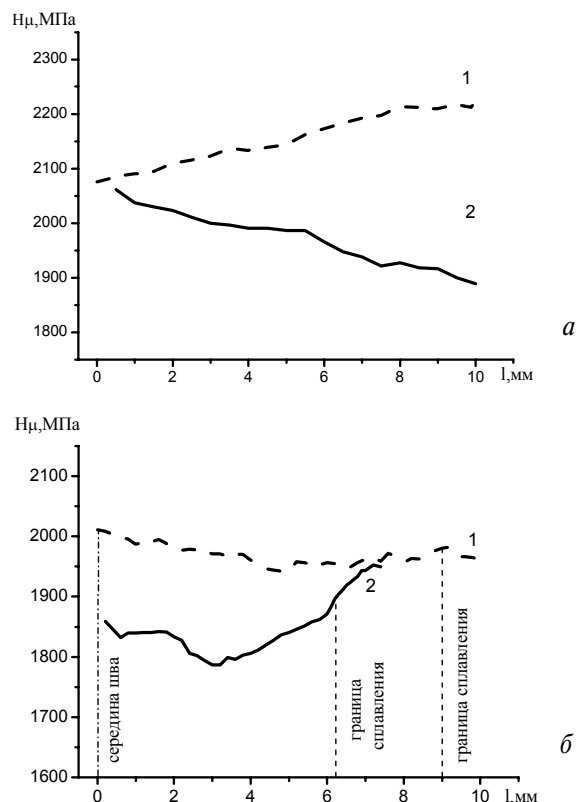 Hμ,МПа
2300
1
2200
2100
2
2000
1900
1800
а
0 2 4 6 8 10
l,мм
Hμ,МПа
2100
2000
1
1900
2
1800
середина шва
граница
сплавления
граница сплавления
1700
б
1600
0 2 4 6 8 10
l,мм